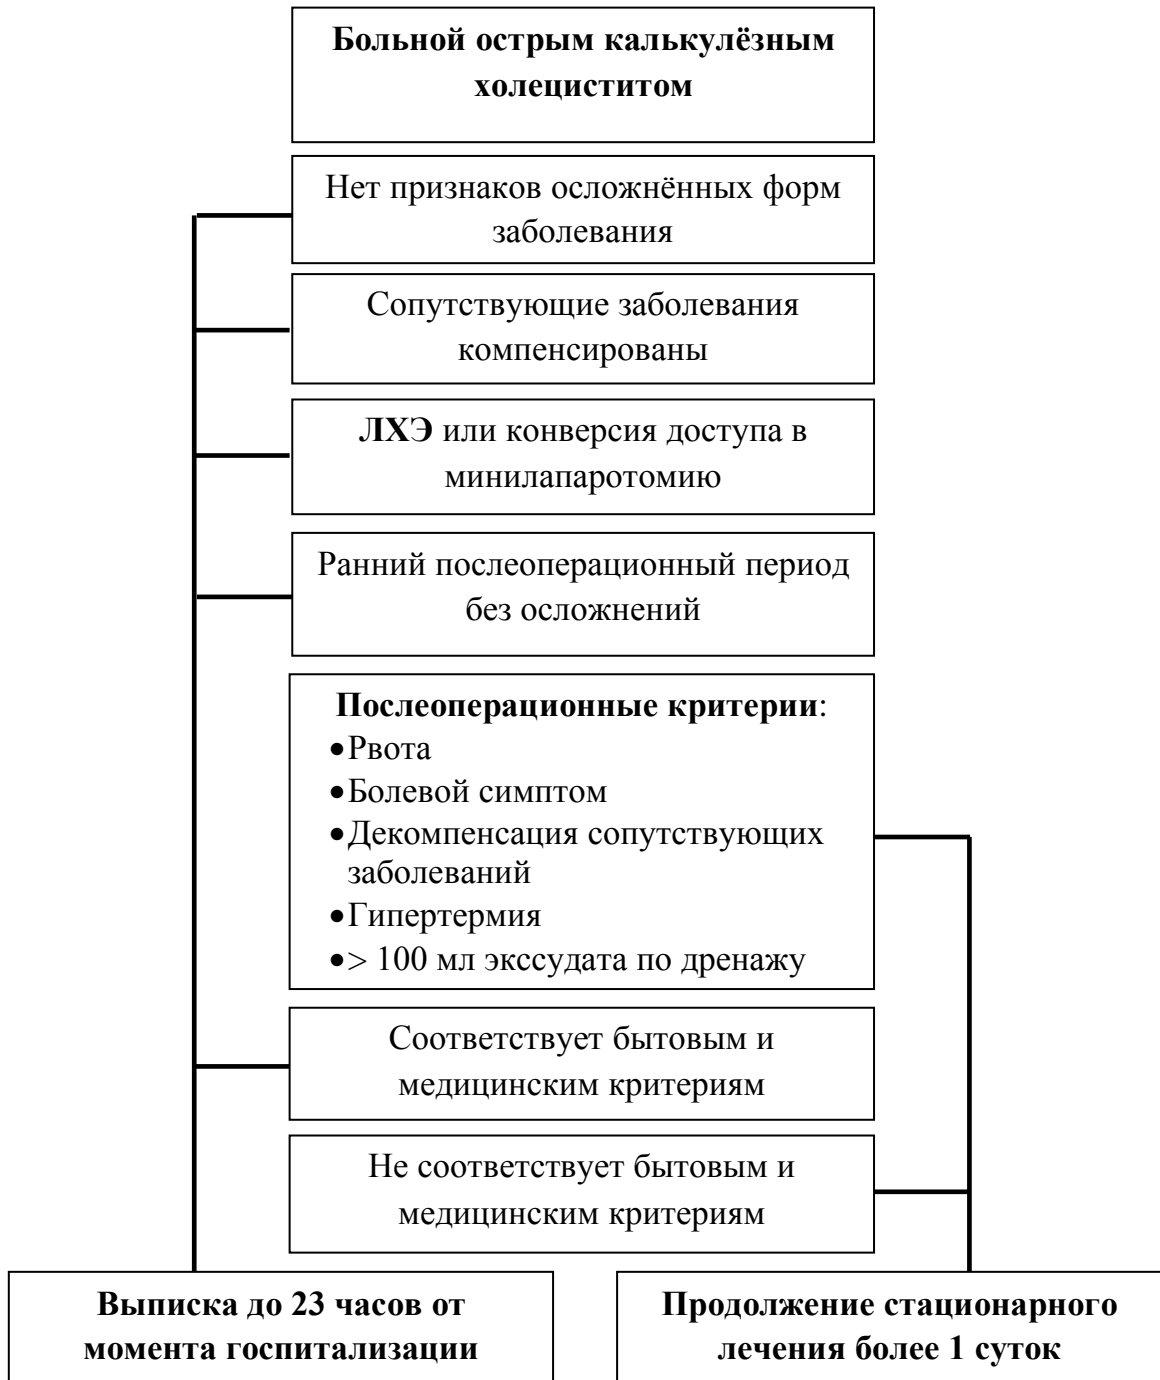 Больной острым калькулёзным
холециститом
Нет признаков осложнённых форм
заболевания
Сопутствующие заболевания
компенсированы
ЛХЭ или конверсия доступа в
минилапаротомию
Ранний послеоперационный период
без осложнений
Послеоперационные критерии:
•Рвота
•Болевой симптом
•Декомпенсация сопутствующих
заболеваний
•Гипертермия
•> 100 мл экссудата по дренажу
Соответствует бытовым и
медицинским критериям
Не соответствует бытовым и
медицинским критериям
Выписка до 23 часов от
момента госпитализации
Продолжение стационарного
лечения более 1 суток